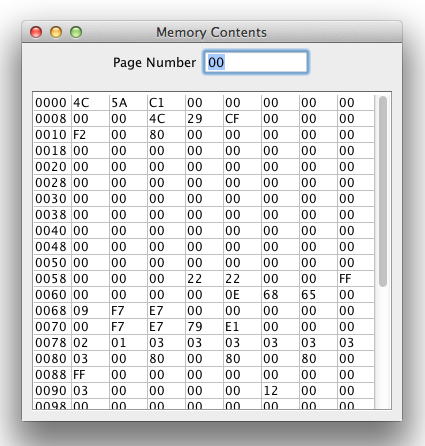 Memory Contents
Page Number 00
0000 4C 5A C1 00 00 00 00 00
0008 00 00 4C 29 CF 00 00 00
0010 F2 00 80 00 00 00 00 00
0018 00 00 00 00 00 00 00 00
0020 00 00 00 00 00 00 00 00
0028 00 00 00 00 00 00 00 00
0030 00 00 00 00 00 00 00 00
0038 00 00 00 00 00 00 00 00
0040 00 00 00 00 00 00 00 00
0048 00 00 00 00 00 00 00 00
0050 00 00 00 00 00 00 00 00
0058 00 00 00 22 22 00 00 FF
0060 00 00 00 00 0E 68 65 00
0068 09 F7 E7 00 00 00 00 00
0070 00 F7 E7 79 E1 00 00 00
0078 02 01 03 03 03 03 03 03
0080 03 00 80 00 80 00 80 00
0088 FF 00 00 00 00 00 00 00
0090 03 00 00 00 00 12 00 00
0098 00 00 00 00 00 00 00 00